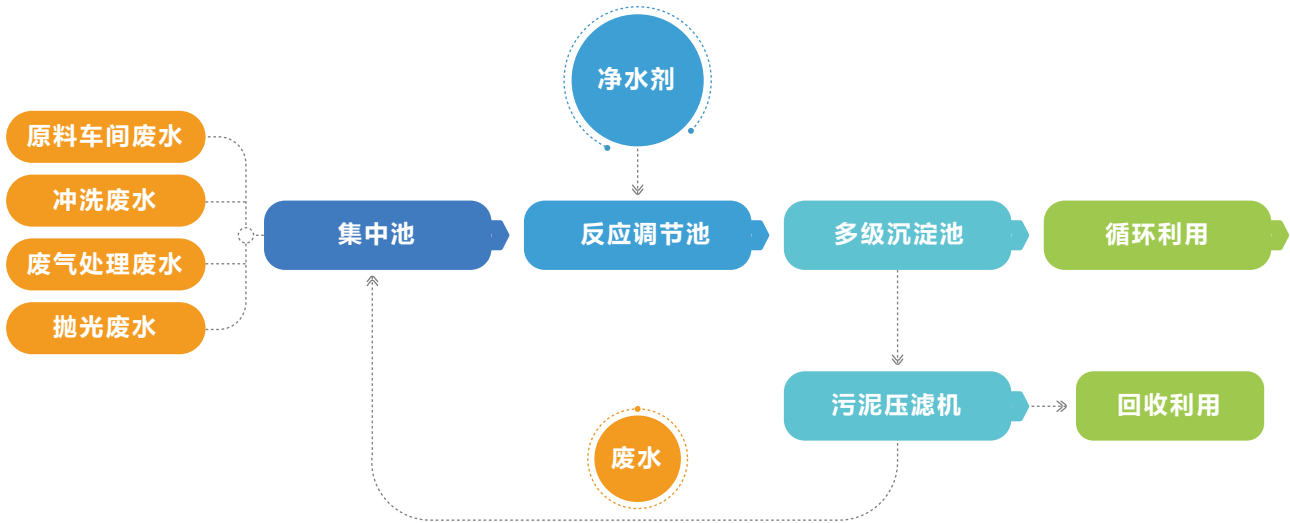 净水剂
原料车间废水
冲洗废水
废气处理废水
抛光废水
集中池
反应调节池
多级沉淀池
循环利用
污泥压滤机
回收利用
废水